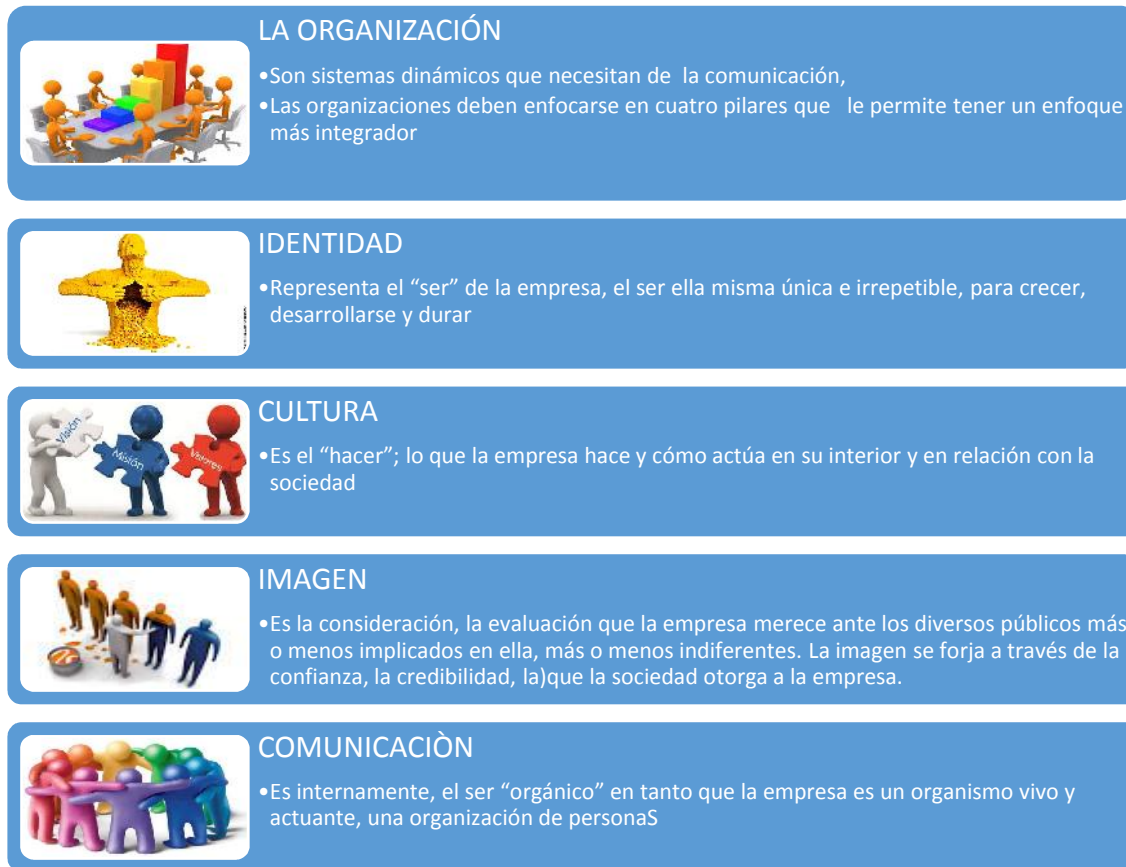 LA ORGANIZACIÓN
•Son sistemas dinámicos que necesitan de  la comunicación,
•Las organizaciones deben enfocarse en cuatro pilares que   le permite tener un enfoque
más integrador
IDENTIDAD
•Representa el “ser” de la empresa, el ser ella misma única e irrepetible, para crecer,
desarrollarse y durar
CULTURA
Visión
Misión
Valores
•Es el “hacer”; lo que la empresa hace y cómo actúa en su interior y en relación con la
sociedad
IMAGEN
•Es la consideración, la evaluación que la empresa merece ante los diversos públicos más
o menos implicados en ella, más o menos indiferentes. La imagen se forja a través de la
confianza, la credibilidad, la)que la sociedad otorga a la empresa.
COMUNICACIÒN
•Es internamente, el ser “orgánico” en tanto que la empresa es un organismo vivo y
actuante, una organización de personaS